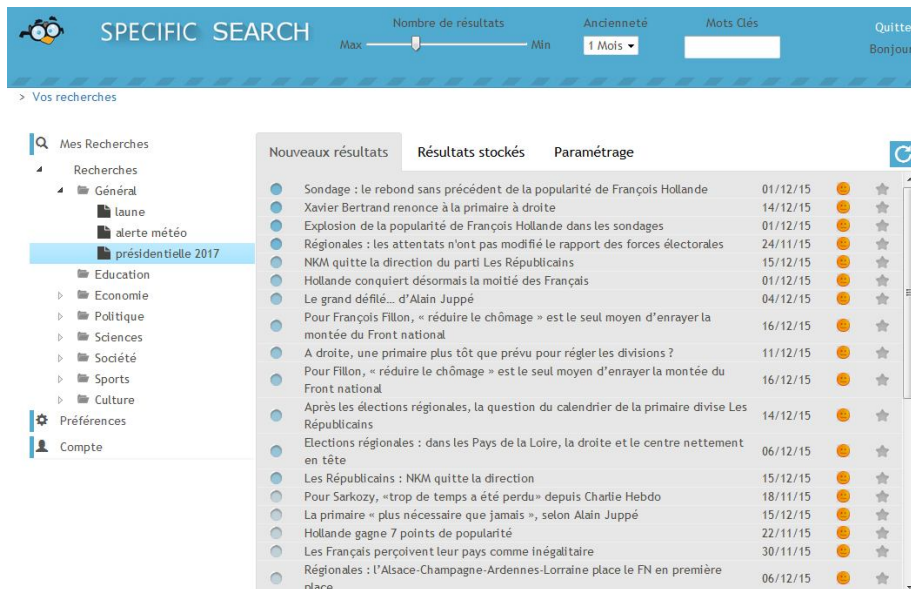 SPECIFIC SEARCH
Nombre de résultats
Max
Min
Ancienneté
1 Mois
Mots Clés
Quitte
Bonjour
> Vos recherches
Mes Recherches
Recherches
Général
laune
alerte météo
présidentielle 2017
Education
Economie
Politique
Sciences
Société
Sports
Culture
Préférences
Compte
Nouveaux résultats Résultats stockés Paramétrage
Sondage : le rebond sans précédent de la popularité de François Hollande 01/12/15
Xavier Bertrand renonce à la primaire à droite 14/12/15
Explosion de la popularité de François Hollande dans les sondages 01/12/15
Régionales : les attentats n'ont pas modifié le rapport des forces électorales 24/11/15
NKM quitte la direction du parti Les Républicains 15/12/15
Hollande conquiert désormais la moitié des Français 01/12/15
Le grand défilé… d’Alain Juppé 04/12/15
Pour François Fillon, « réduire le chômage » est le seul moyen d’enrayer la
montée du Front national 16/12/15
A droite, une primaire plus tôt que prévu pour régler les divisions ? 11/12/15
Pour Fillon, « réduire le chômage » est le seul moyen d’enrayer la montée du
Front national 16/12/15
Après les élections régionales, la question du calendrier de la primaire divise Les
Républicains 14/12/15
Elections régionales : dans les Pays de la Loire, la droite et le centre nettement
en tête 06/12/15
Les Républicains : NKM quitte la direction 15/12/15
Pour Sarkozy, «trop de temps a été perdu» depuis Charlie Hebdo 18/11/15
La primaire « plus nécessaire que jamais », selon Alain Juppé 15/12/15
Hollande gagne 7 points de popularité 22/11/15
Les Français perçoivent leur pays comme inégalitaire 30/11/15
Régionales : l’Alsace-Champagne-Ardennes-Lorraine place le FN en première
place 06/12/15